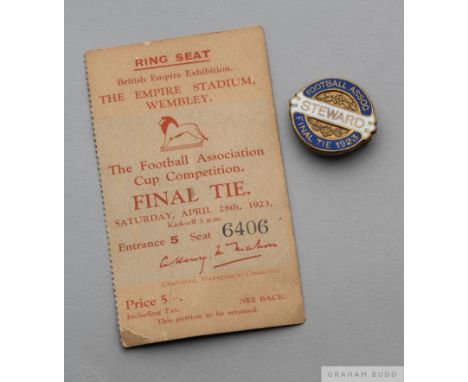 RING SEAT
British Empire Exhibition.
THE EMPIRE STADIUM,
WEMBLEY.
The Football Association
Cup Competition.
FINAL TIE.
SATURDAY, APRIL 28th, 1923.
Kick-off 3 p.m.
Entrance 5 Seat 6406
Chairman, Management Committee
Price 5/-.
Including Tax.
(SEE BACK)
This portion to be retained.
FOOTBALL ASSOC
STEWARD
FINAL TIE 1923
GRAHAM BUDD